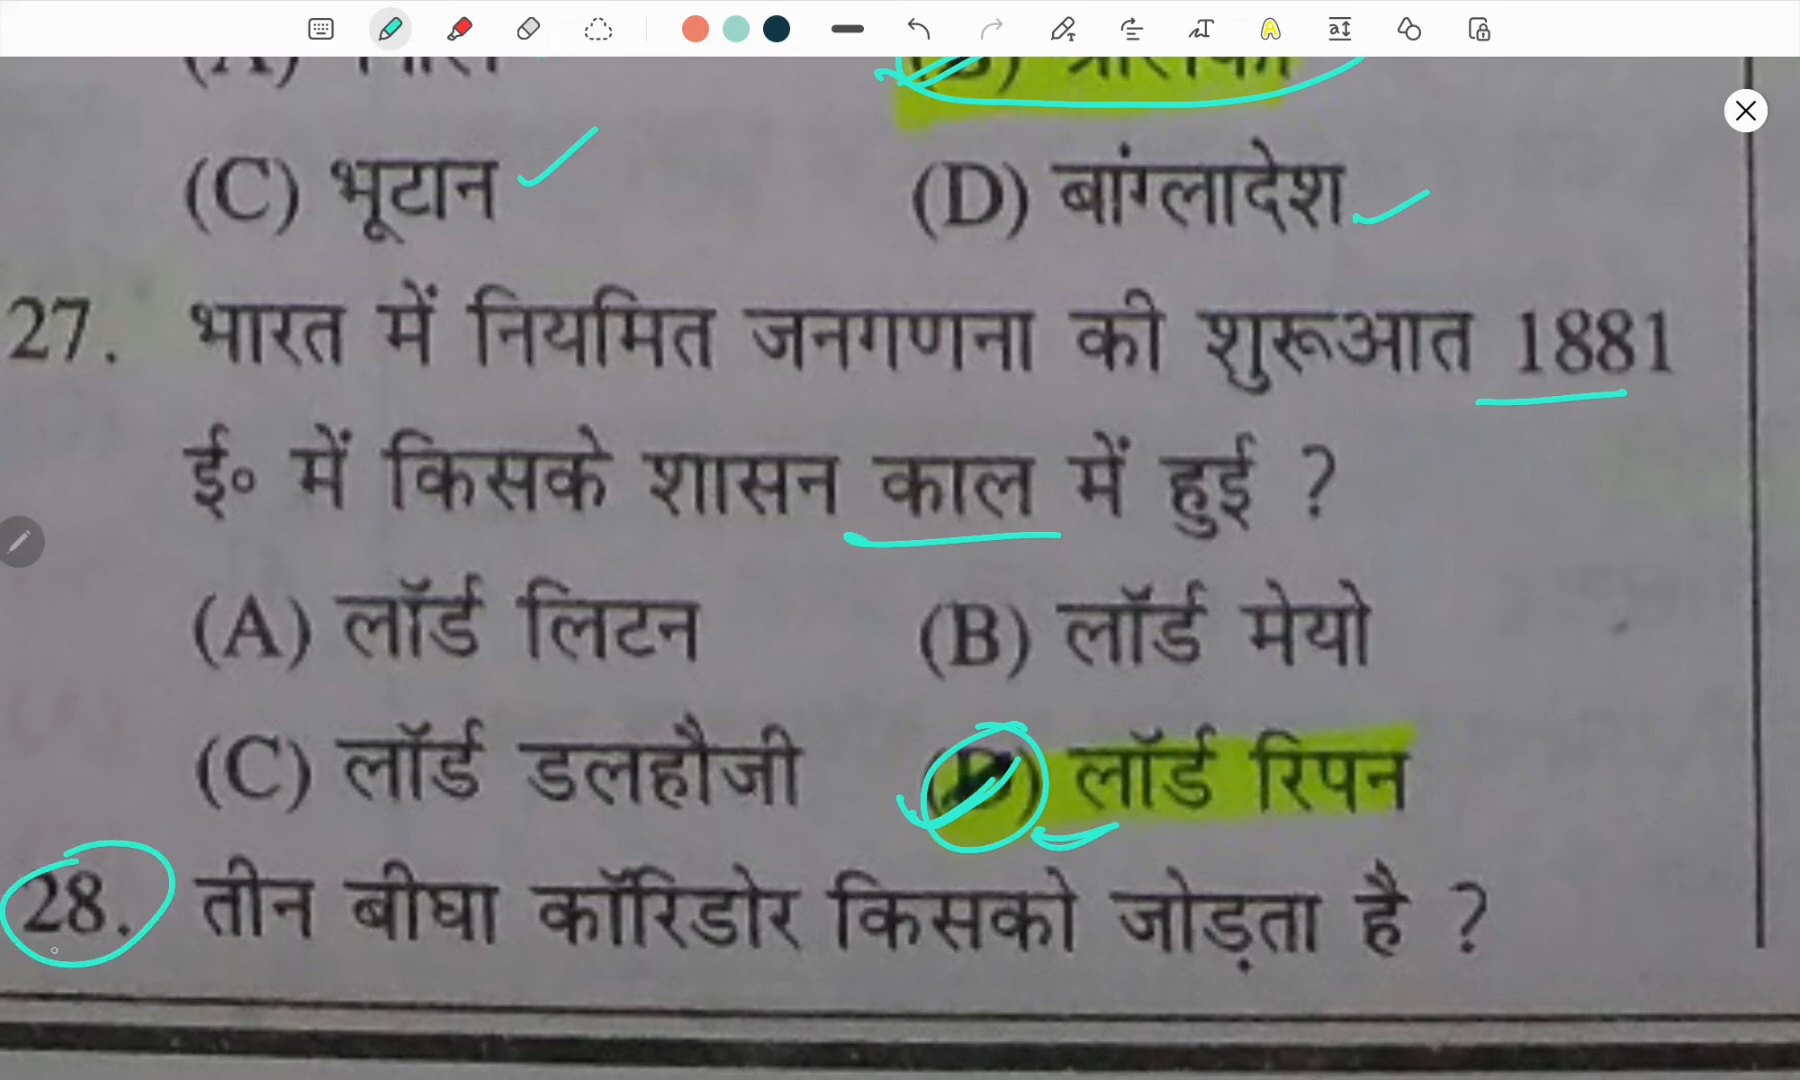 (C) भूटान (D) बांग्लादेश
27. भारत में नियमित जनगणना की शुरूआत 1881
ई० में किसके शासन काल में हुई ?
(A) लॉर्ड लिटन (B) लॉर्ड मेयो
(C) लॉर्ड डलहौजी (D) लॉर्ड रिपन
28. तीन बीघा कॉरिडोर किसको जोड़ता है ?